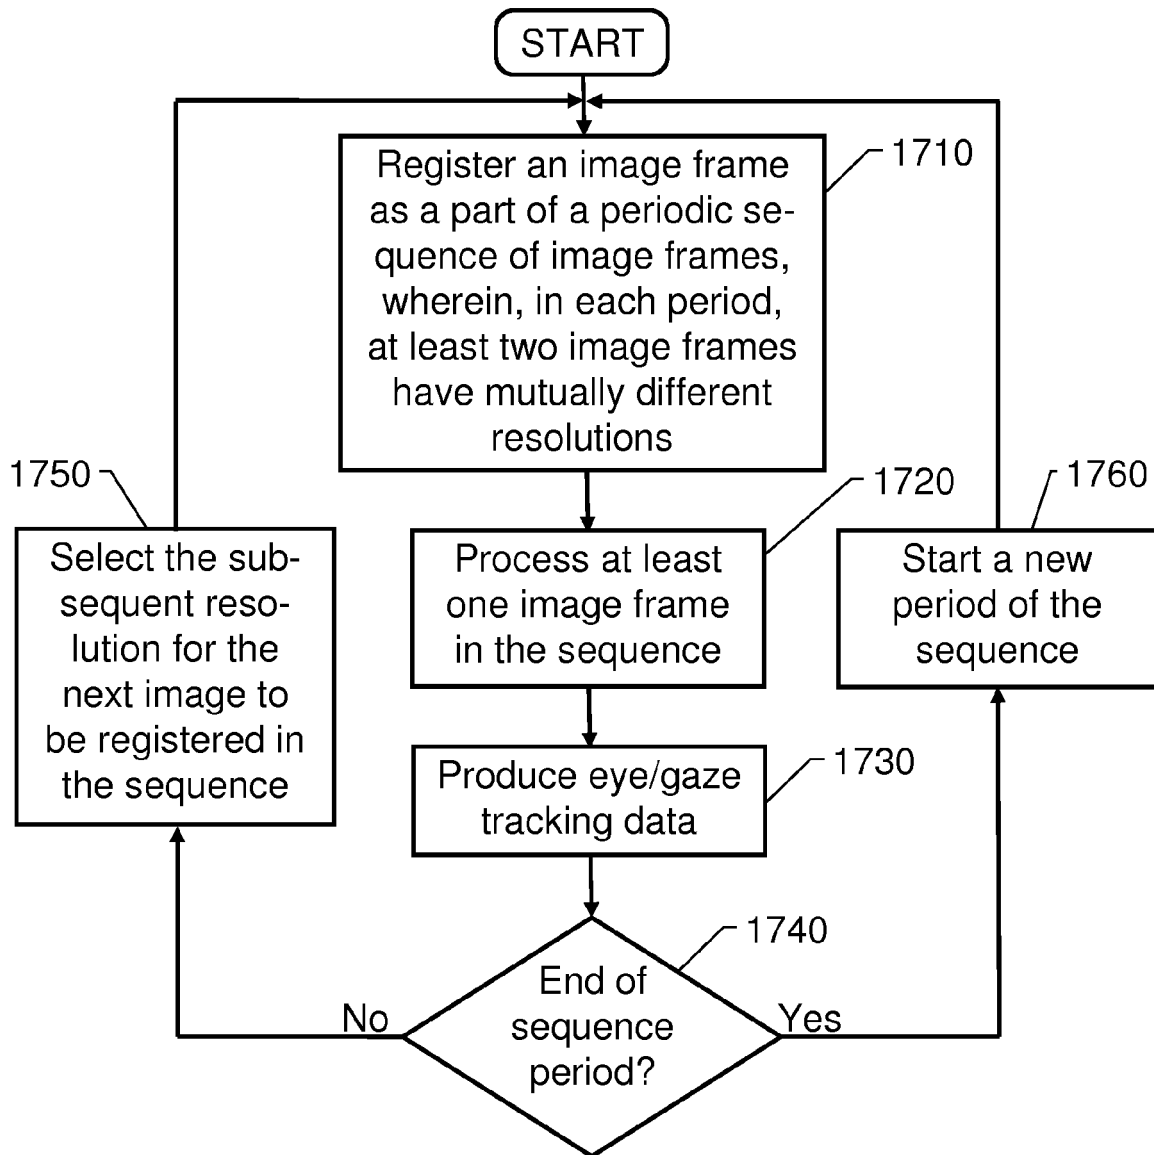 START
Register an image frame
as a part of a periodic se-
quence of image frames,
wherein, in each period,
at least two image frames
have mutually different
resolutions
1710
1720
Process at least
one image frame
in the sequence
1730
Produce eye/gaze
tracking data
1740
End of
sequence
period?
No
Yes
1750
Select the sub-
sequent reso-
lution for the
next image to
be registered in
the sequence
1760
Start a new
period of the
sequence